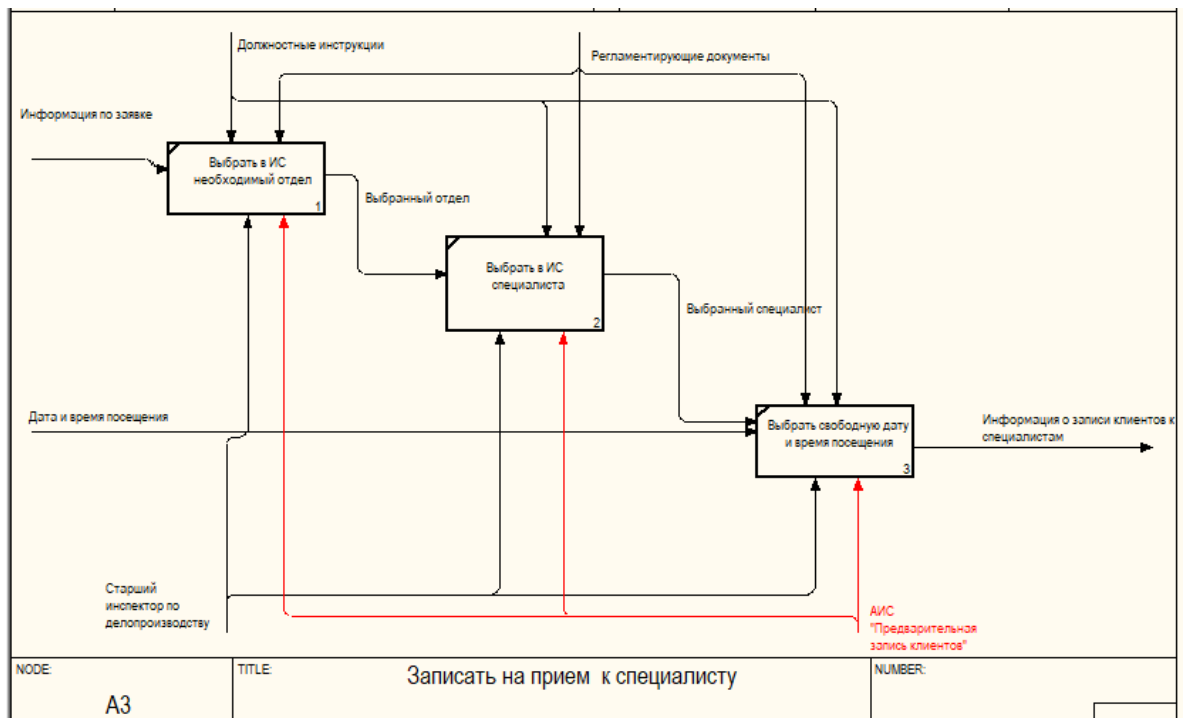 Должностные инструкции
Регламентирующие документы
Информация по заявке
Выбрать в ИС
необходимый отдел
1
Выбранный отдел
Выбрать в ИС
специалиста
2
Выбранный специалист
Дата и время посещения
Выбрать свободную дату
и время посещения
3
Информация о записи клиентов к
специалистам
Старший
инспектор по
делопроизводству
АИС
"Предварительная
запись клиентов"
NODE:
A3
TITLE:
Записать на прием к специалисту
NUMBER: